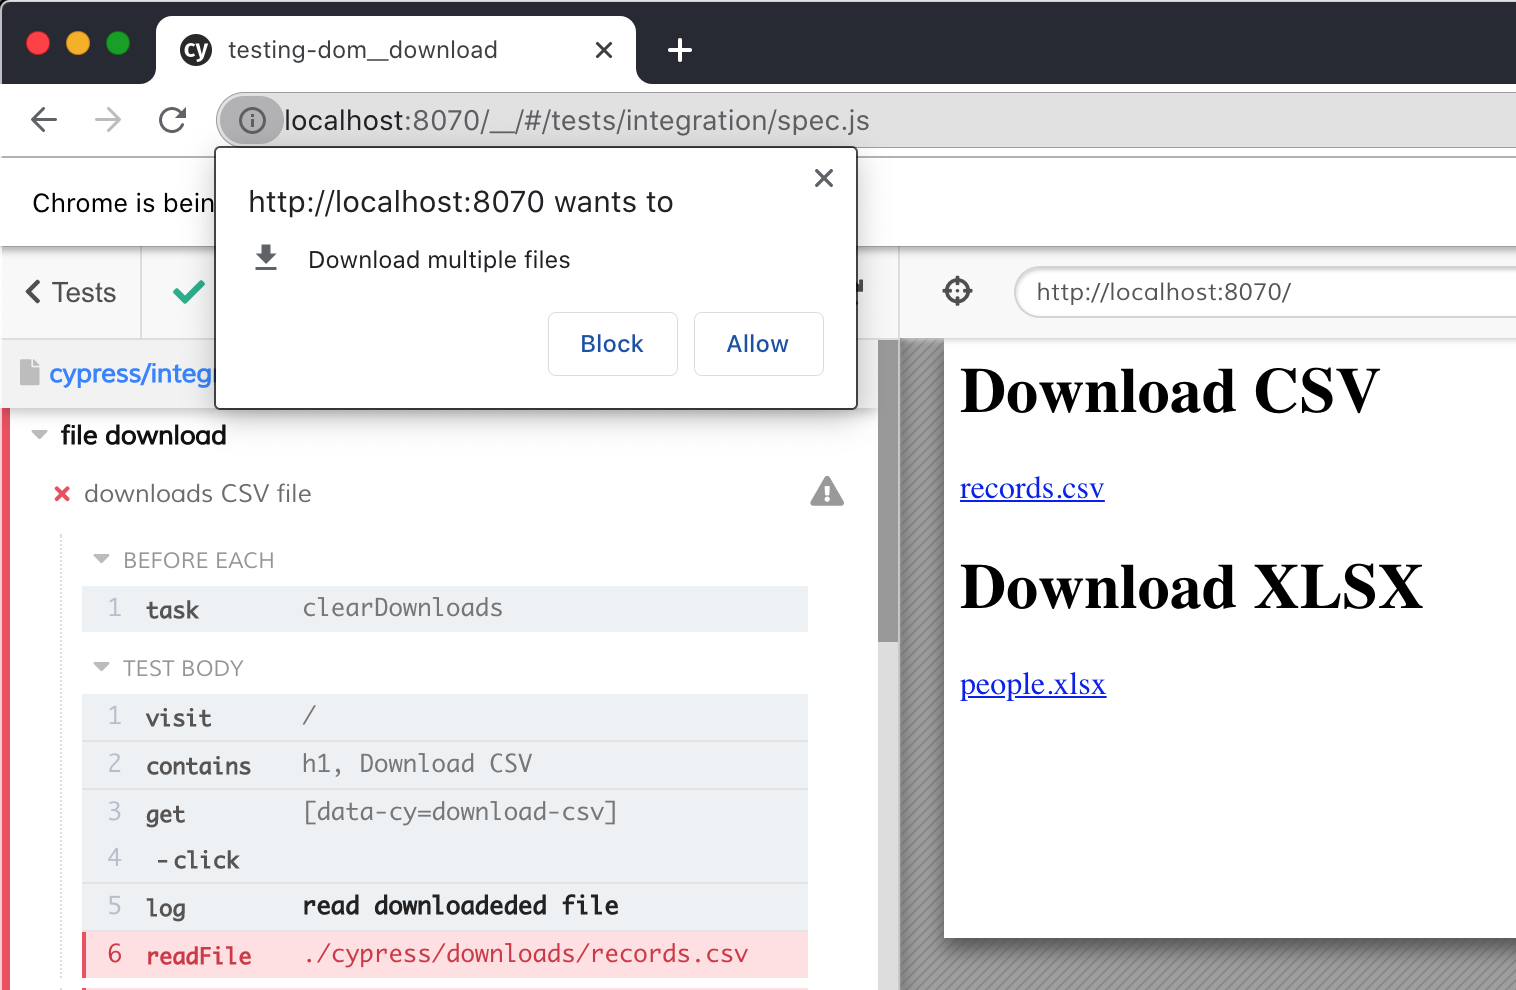 cy testing-dom__download
localhost:8070/__/#/tests/integration/spec.js
Chrome is bein
http://localhost:8070 wants to
Download multiple files
Block Allow
Tests
http://localhost:8070/
cypress/integr
file download
downloads CSV file
BEFORE EACH
1 task clearDownloads
TEST BODY
1 visit /
2 contains h1, Download CSV
3 get [data-cy=download-csv]
4 -click
5 log read downloadeded file
6 readFile ./cypress/downloads/records.csv
Download CSV
records.csv
Download XLSX
people.xlsx